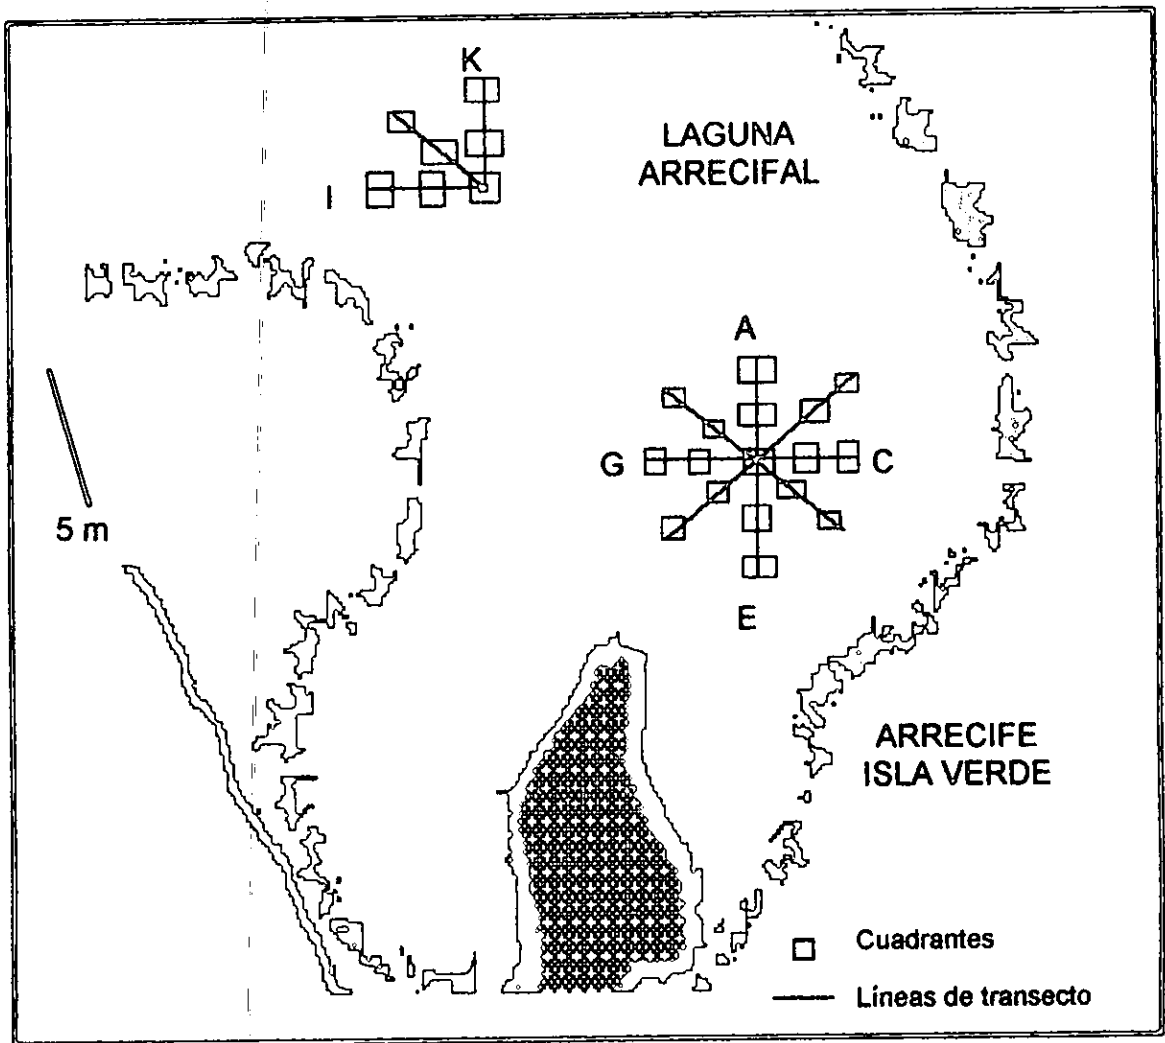 K
LAGUNA
ARRECIFAL
I
A
G
C
5 m
E
ARRECIFE
ISLA VERDE
Cuadrantes
Líneas de transecto